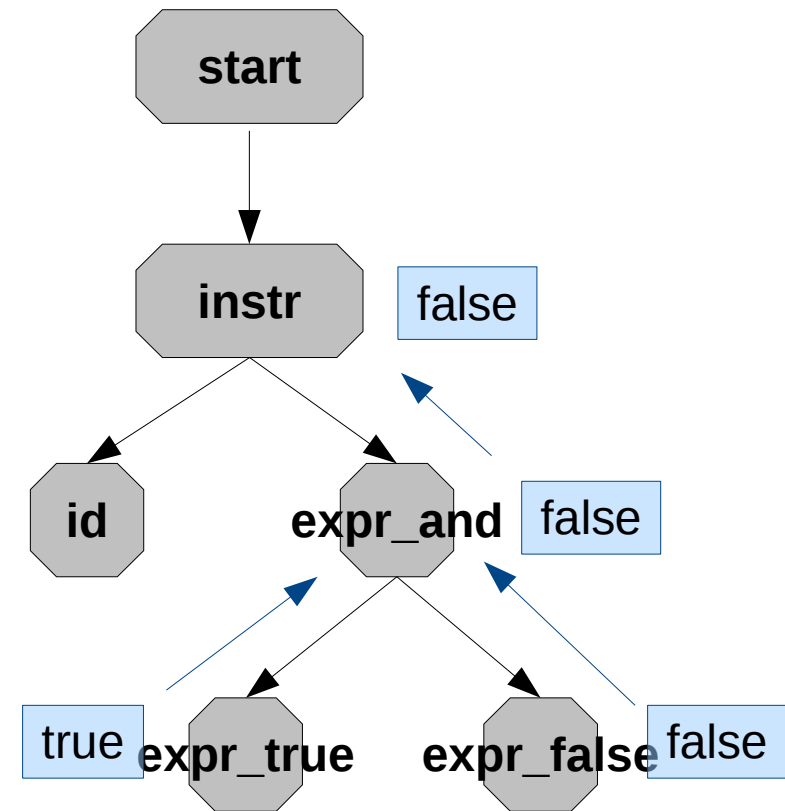 start
instr
false
id
expr_and
false
true
expr_true
expr_false
false